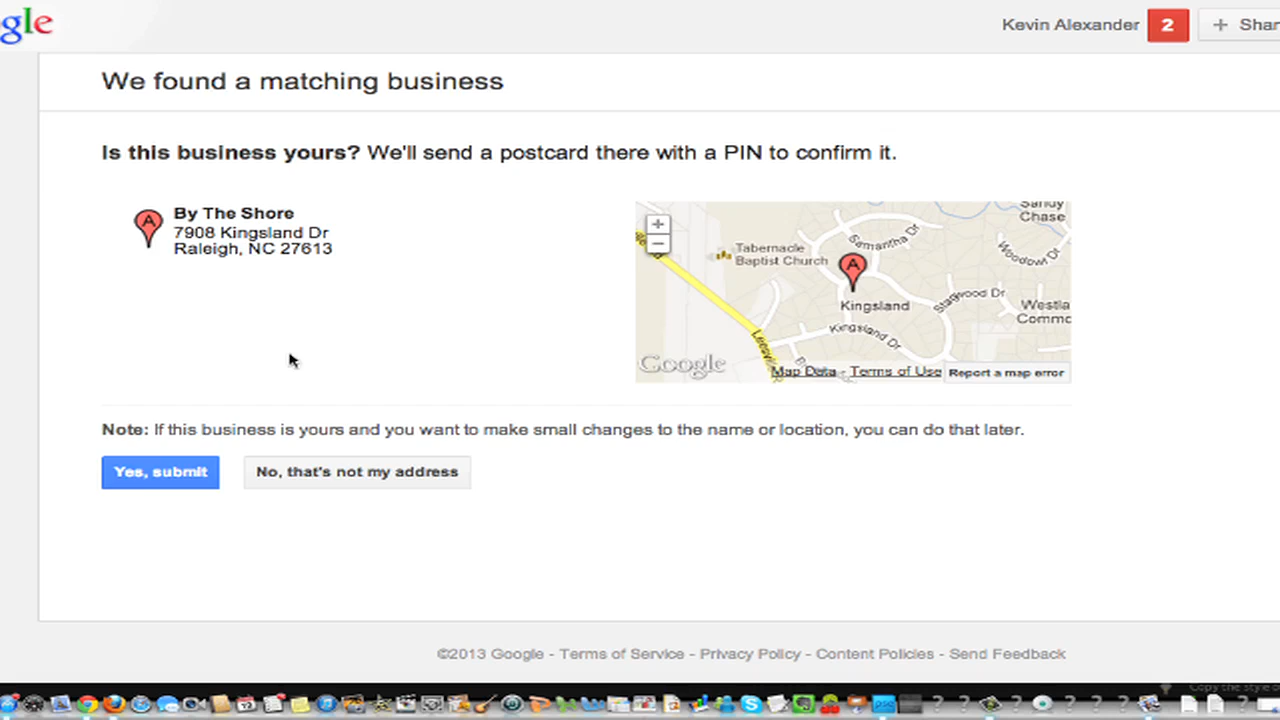 gle
Kevin Alexander
2
+ Shar
We found a matching business
Is this business yours? We'll send a postcard there with a PIN to confirm it.
A
By The Shore
7908 Kingsland Dr
Raleigh, NC 27613
+
−
Sandy
Chase
Samantha Dr
Woodowl Dr
Tabernacle
Baptist Church
A
Kingsland
Stagwood Dr
Westla
Commo
Kingsland Dr
Google
Map Data - Terms of Use
Report a map error
Note: If this business is yours and you want to make small changes to the name or location, you can do that later.
Yes, submit
No, that's not my address
©2013 Google - Terms of Service - Privacy Policy - Content Policies - Send Feedback
Copy the style o